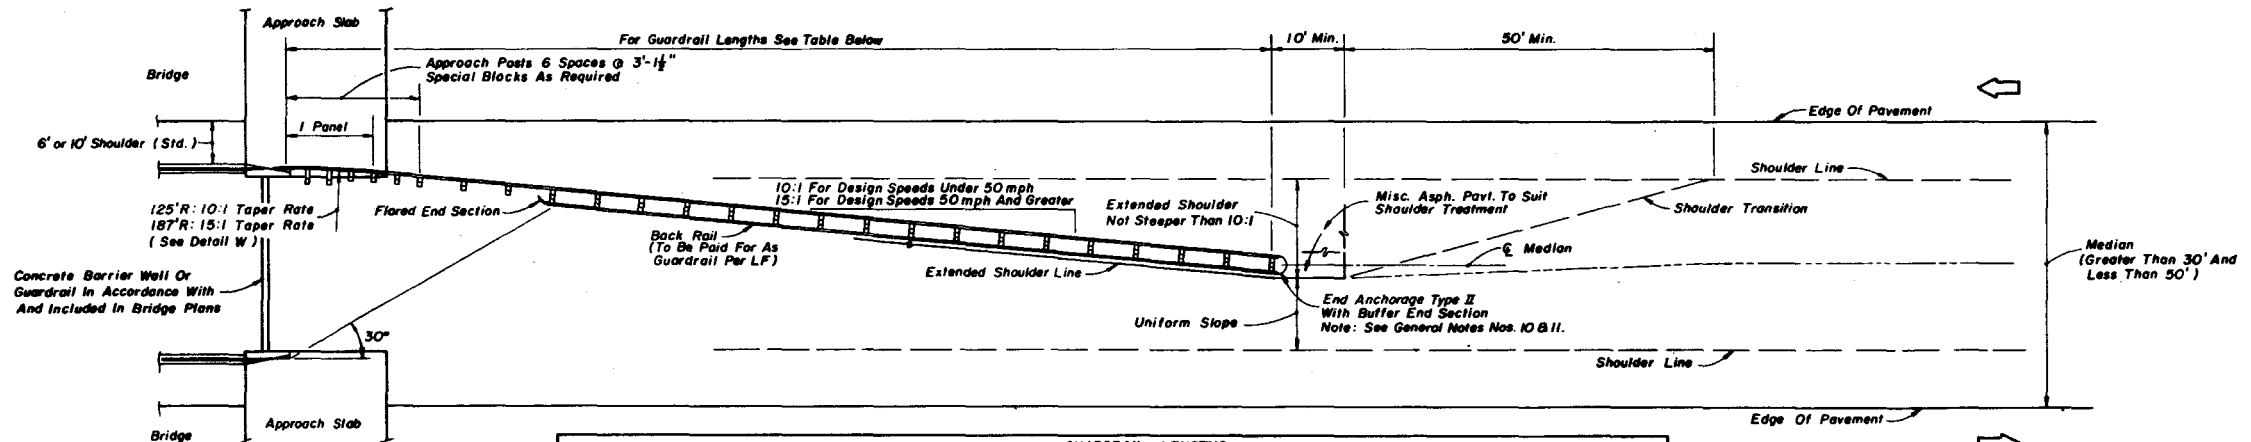 Approach Slab
For Guardrail Lengths See Table Below
10' Min.
50' Min.
Bridge
Approach Posts 6 Spaces @ 3'-1½"
Special Blocks As Required
1 Panel
Edge Of Pavement
6' or 10' Shoulder (Std.)
Shoulder Line
10:1 For Design Speeds Under 50 mph
15:1 For Design Speeds 50 mph And Greater
Misc. Asph. Pavt. To Suit
Shoulder Treatment
125'R: 10:1 Taper Rate
187'R: 15:1 Taper Rate
(See Detail W)
Flared End Section
Extended Shoulder
Not Steeper Than 10:1
Shoulder Transition
Back Rail
(To Be Paid For As
Guardrail Per LF)
℄ Median
Median
(Greater Than 30' And
Less Than 50')
Extended Shoulder Line
Concrete Barrier Wall Or
Guardrail In Accordance With
And Included In Bridge Plans
End Anchorage Type II
With Buffer End Section
Note: See General Notes Nos. 10 & 11.
Uniform Slope
30°
Shoulder Line
Approach Slab
Edge Of Pavement
Bridge